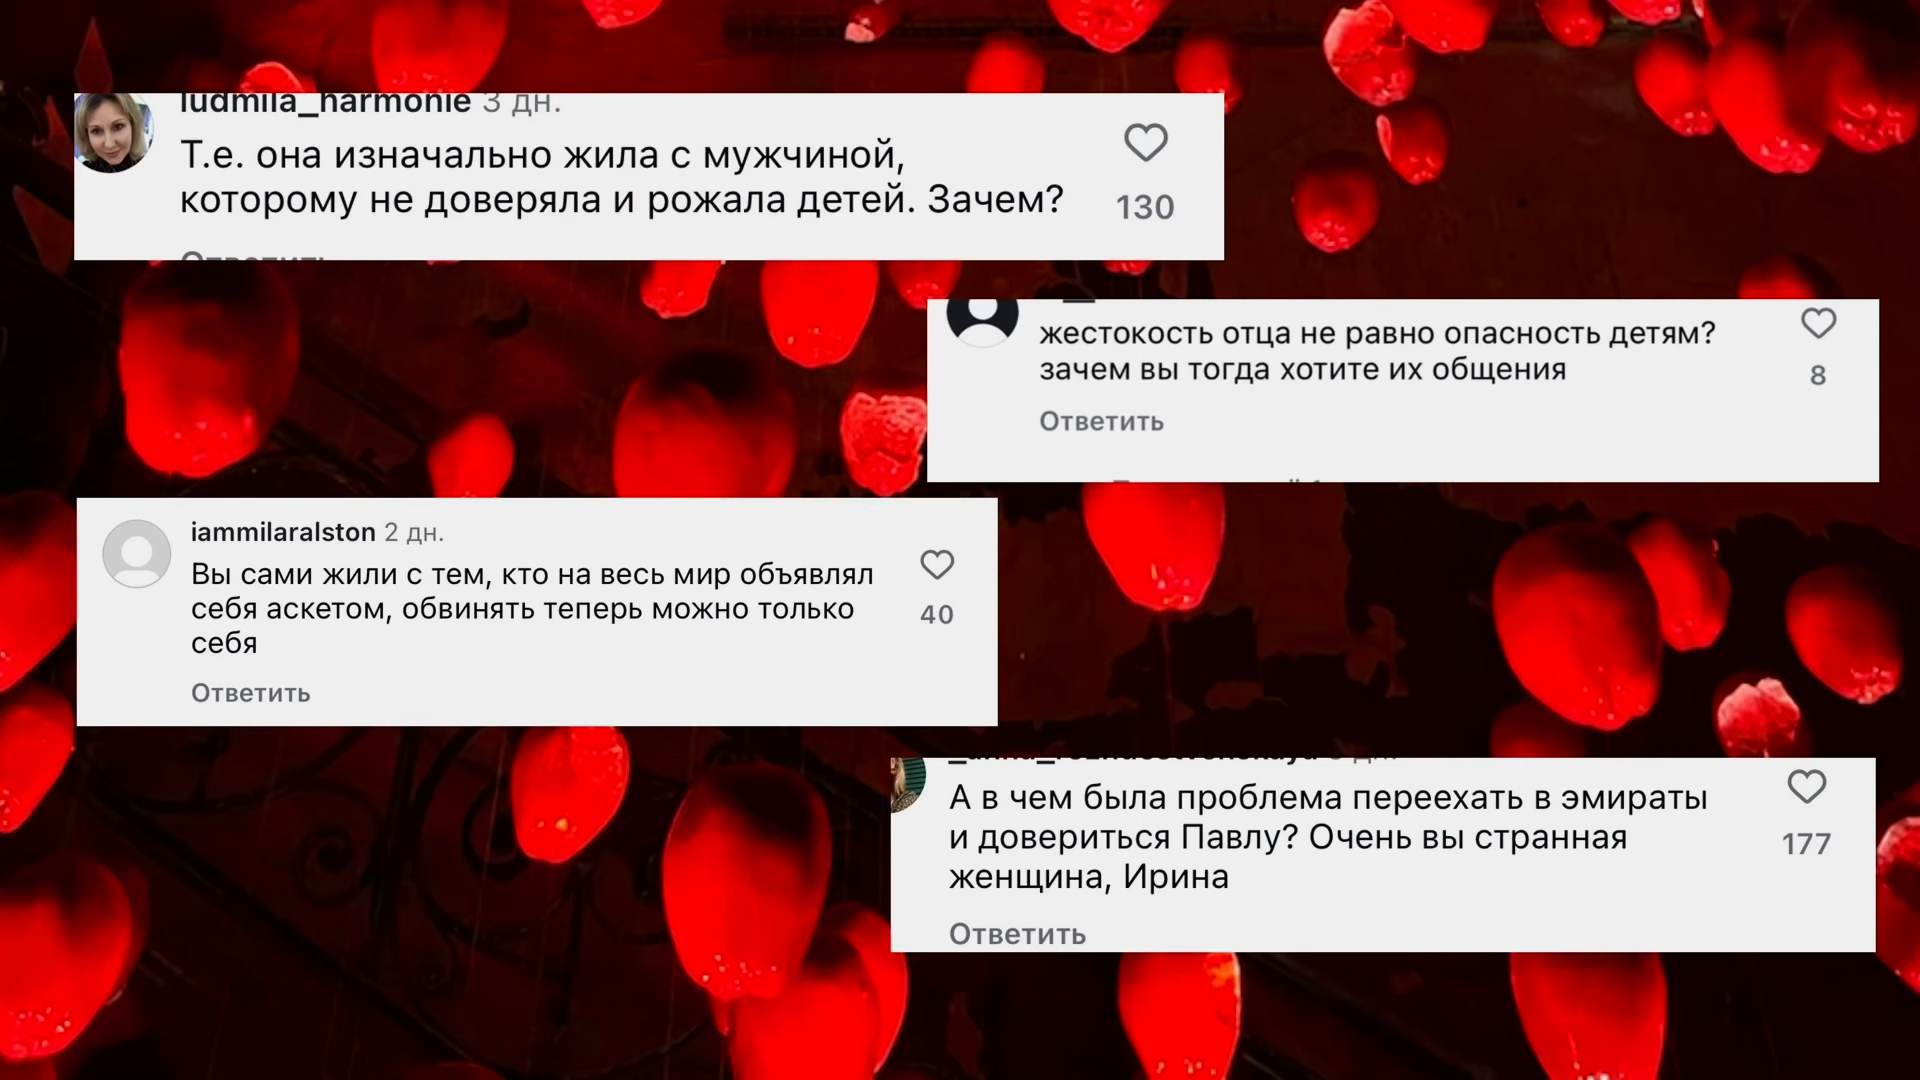 ludmila_harmonie 3 дн.
Т.е. она изначально жила с мужчиной,
которому не доверяла и рожала детей. Зачем?
130
Ответить
жестокость отца не равно опасность детям?
зачем вы тогда хотите их общения
8
Ответить
iammilaralston 2 дн.
Вы сами жили с тем, кто на весь мир объявлял
себя аскетом, обвинять теперь можно только
себя
40
Ответить
А в чем была проблема переехать в эмираты
и довериться Павлу? Очень вы странная
женщина, Ирина
177
Ответить